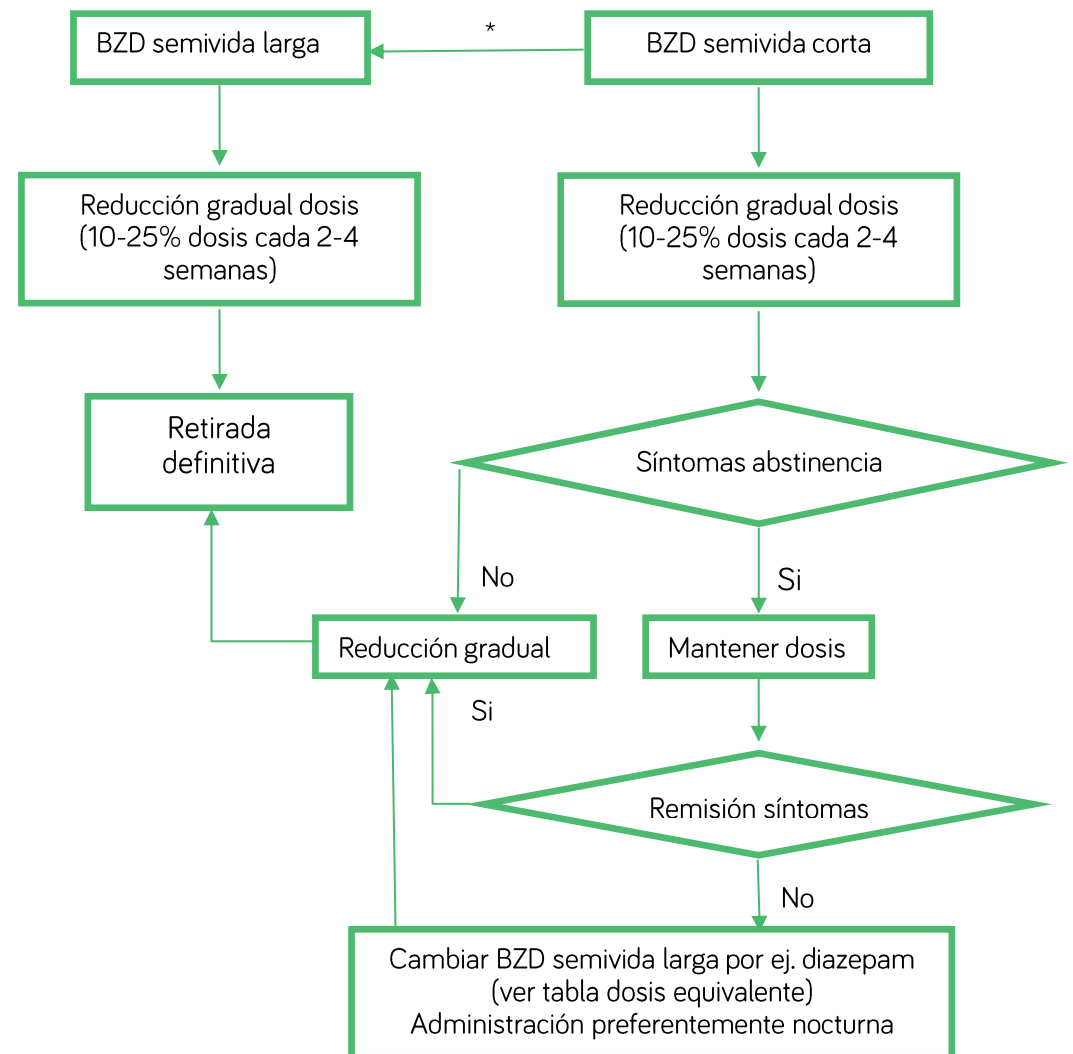 BZD semivida larga
*
BZD semivida corta
Reducción gradual dosis
(10-25% dosis cada 2-4
semanas)
Reducción gradual dosis
(10-25% dosis cada 2-4
semanas)
Retirada
definitiva
Síntomas abstinencia
No
Si
Reducción gradual
Mantener dosis
Si
Remisión síntomas
No
Cambiar BZD semivida larga por ej. diazepam
(ver tabla dosis equivalente)
Administración preferentemente nocturna